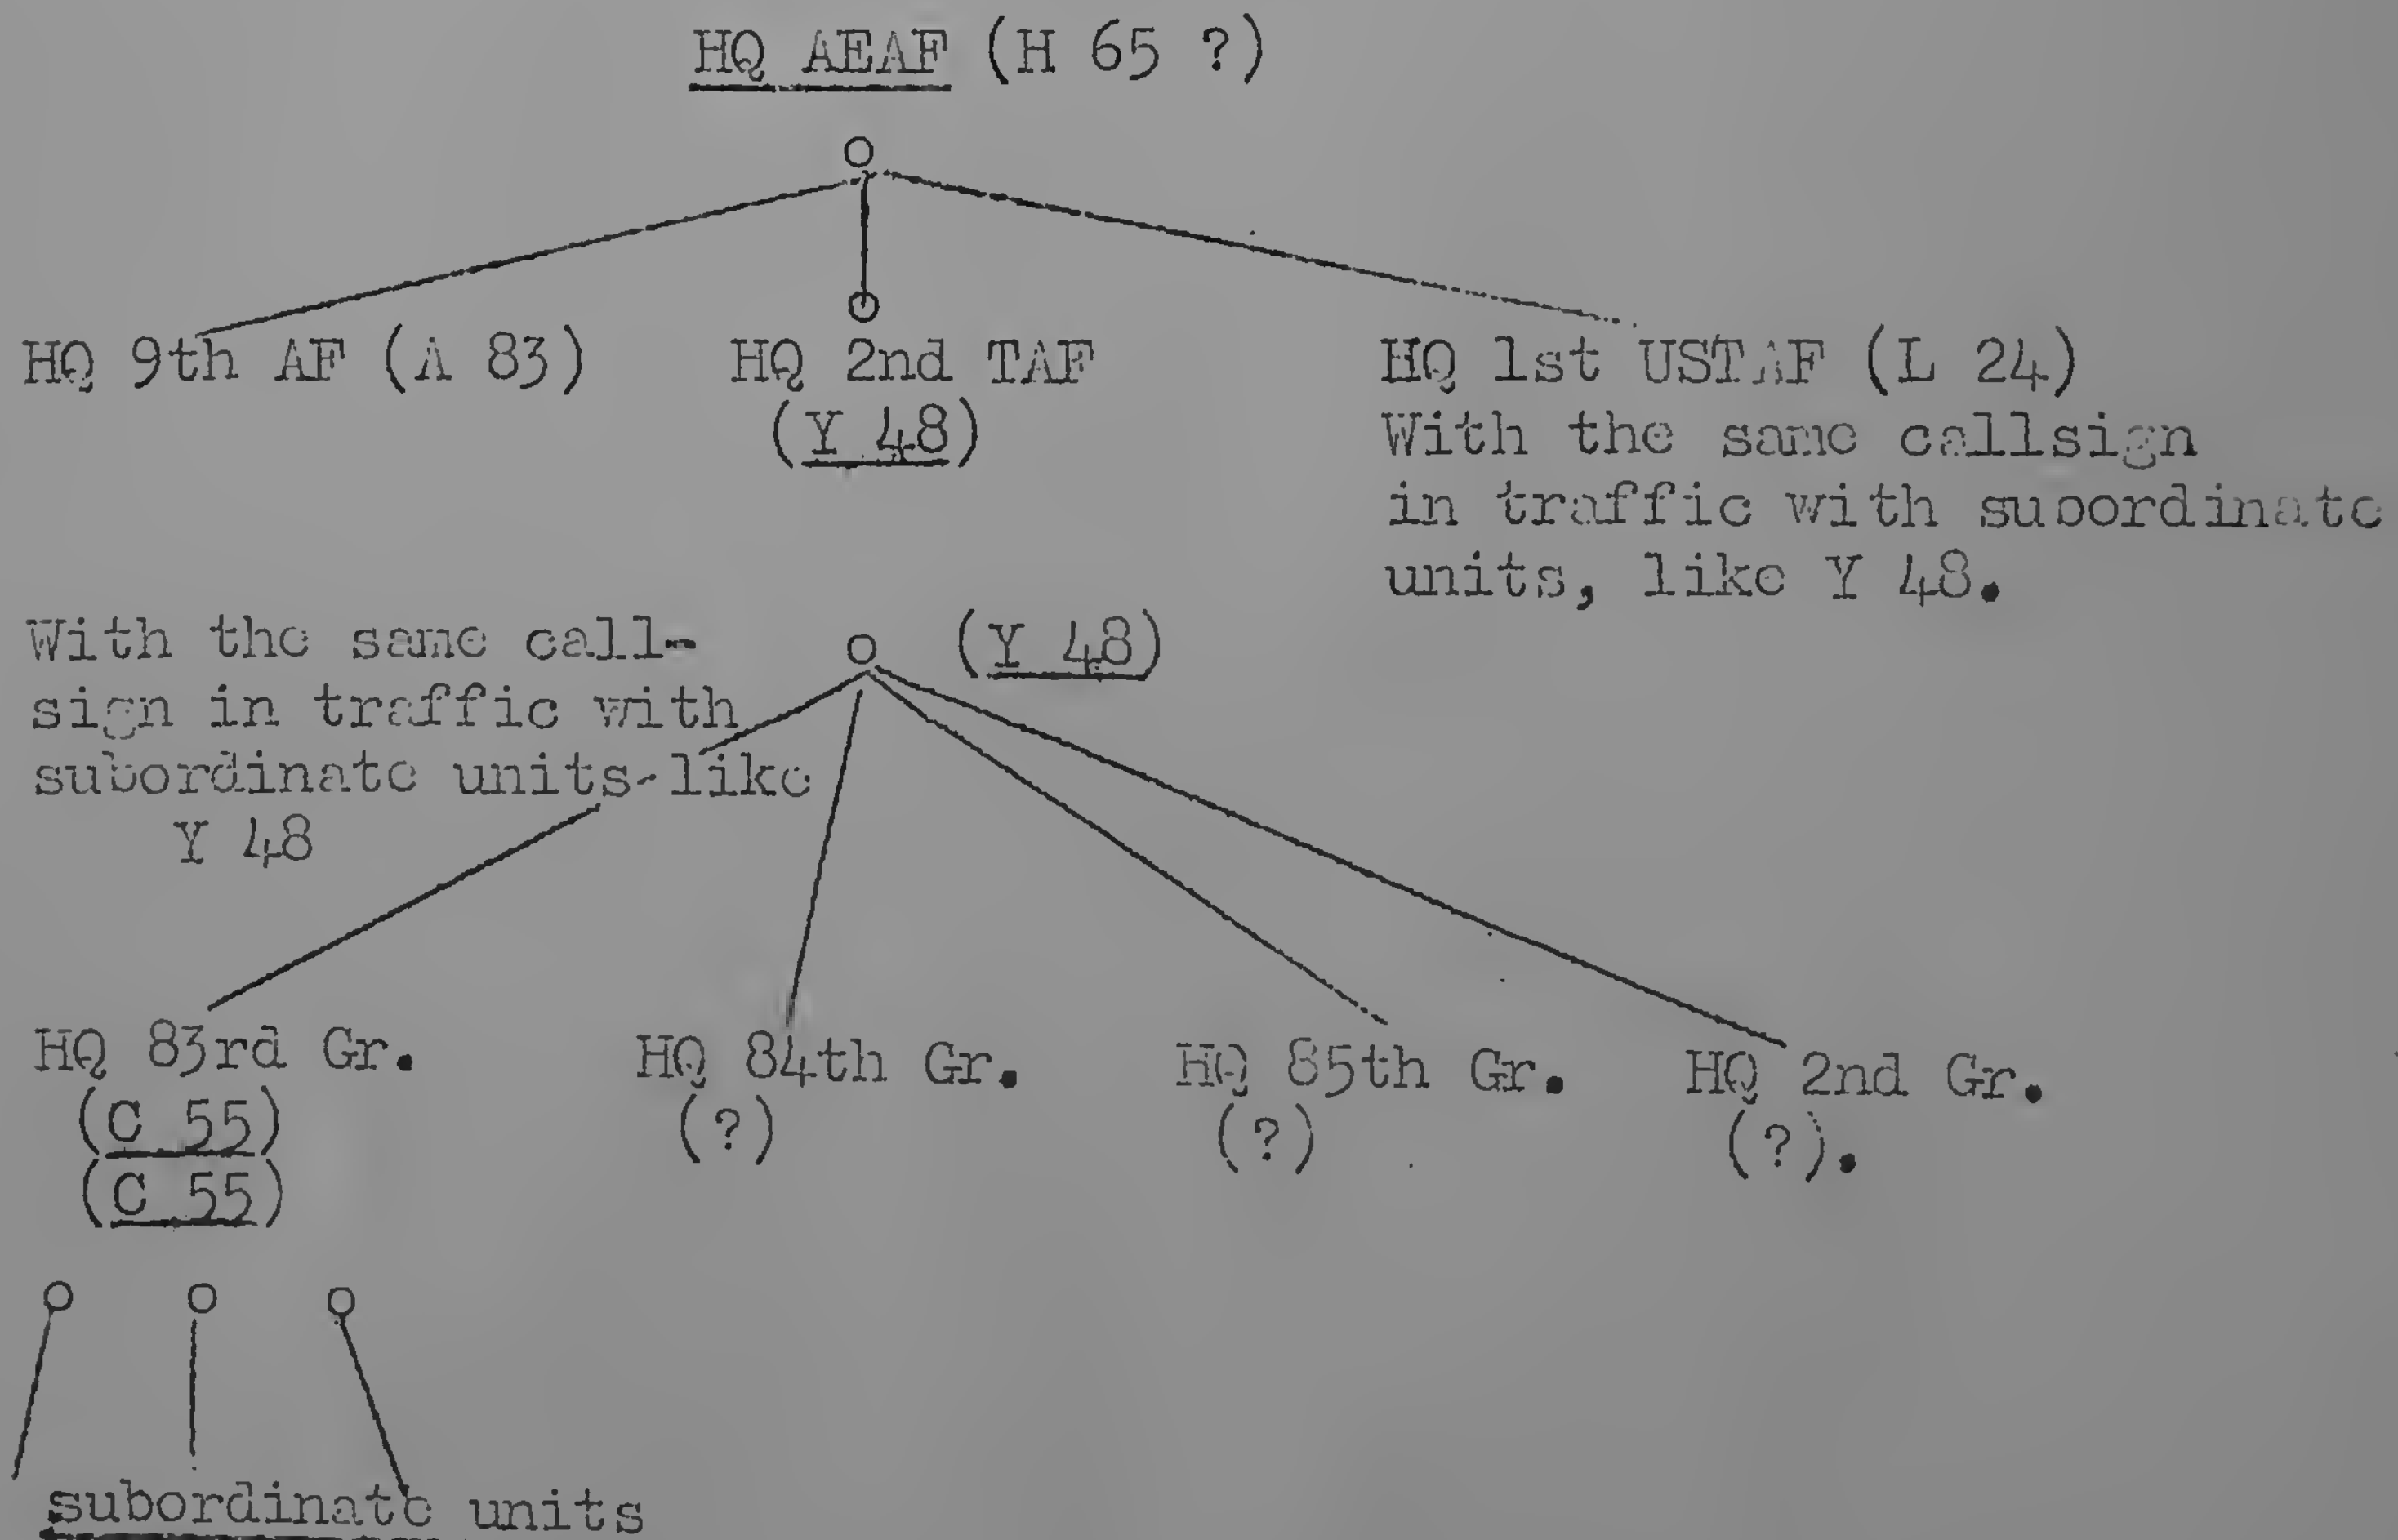 HQ AEAF (H 65 ?)
HQ 9th AF (A 83)
HQ 2nd TAF
(Y 48)
HQ 1st USTAF (L 24)
With the same callsign
in traffic with subordinate
units, like Y 48.
With the same call-
sign in traffic with
subordinate units-like
Y 48
(Y 48)
HQ 83rd Gr.
(C 55)
(C 55)
HQ 84th Gr.
(?)
HQ 85th Gr.
(?)
HQ 2nd Gr.
(?).
subordinate units